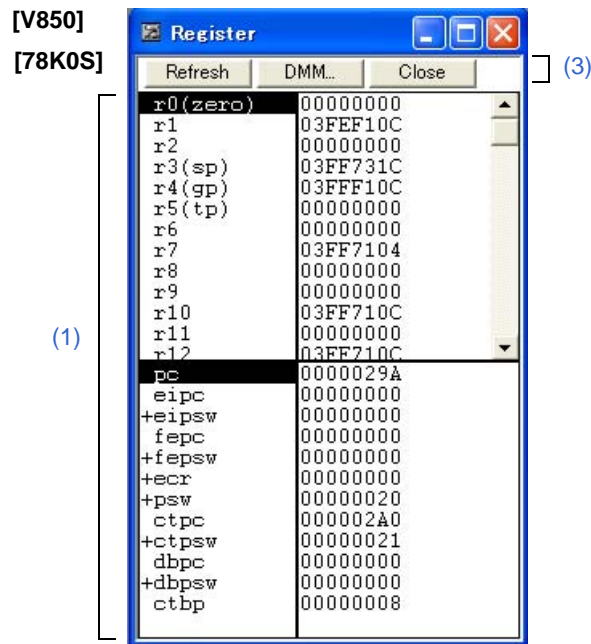 [V850]
[78K0S]
Register
Refresh DMM... Close
(3)
(1)
r0(zero) 00000000
r1 03FEF10C
r2 00000000
r3(sp) 03FF731C
r4(gp) 03FFF10C
r5(tp) 00000000
r6 00000000
r7 03FF7104
r8 00000000
r9 00000000
r10 03FF710C
r11 00000000
r12 03FF710C
pc 0000029A
eipc 00000000
+eipsw 00000000
fepc 00000000
+fepsw 00000000
+ecr 00000000
+psw 00000020
ctpc 000002A0
+ctpsw 00000021
dbpc 00000000
+dbpsw 00000000
ctbp 00000008